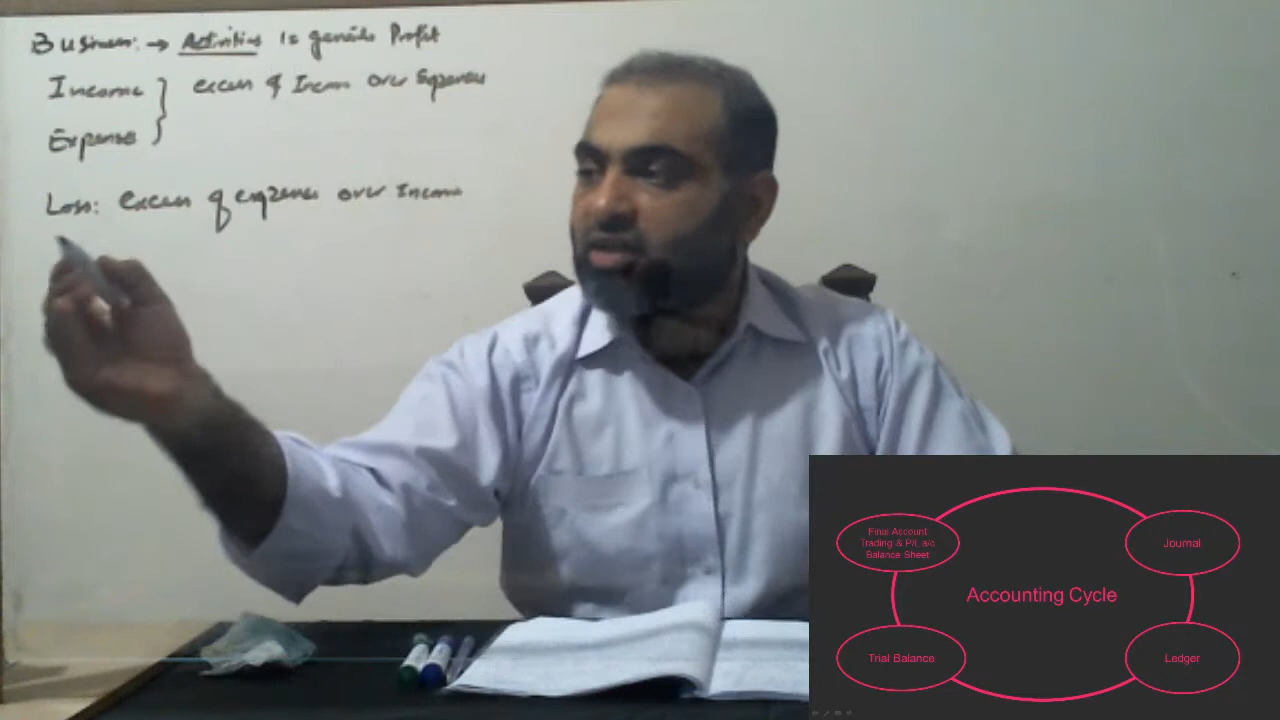 Business: → Activities to generate Profit
Income } excess of Income over Expenses
Expense
Loss: excess of expenses over Income
Final Account
Trading & P/L a/c
Balance Sheet
Journal
Accounting Cycle
Trial Balance
Ledger